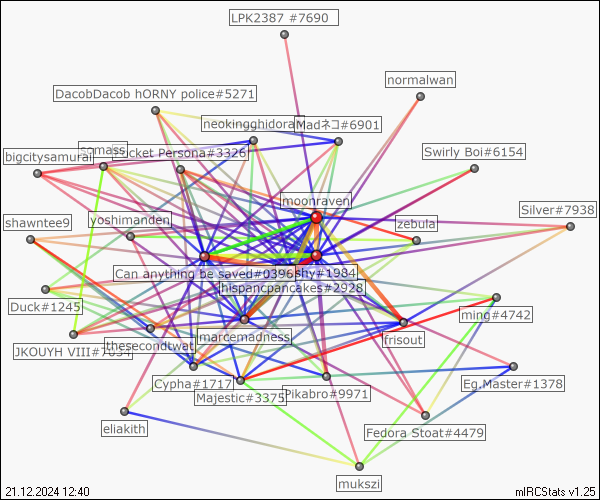 LPK2387 #7690
normalwan
DacobDacob hORNY police#5271
neokingghidorah
Madネコ#6901
Swirly Boi#6154
bigcitysamurai
Pocket Persona#3326
moonraven
Silver#7938
shawntee9
yoshimanden
zebula
Can anything be saved#0396
shy#1984
hispancpancakes#2928
Duck#1245
ming#4742
marcemadness
frisout
JKOUYH VIII#7034
thesecondtwat
Cypha#1717
Majestic#3375
Pikabro#9971
Eg.Master#1378
eliakith
Fedora Stoat#4479
mukszi
21.12.2024 12:40
mIRCStats v1.25